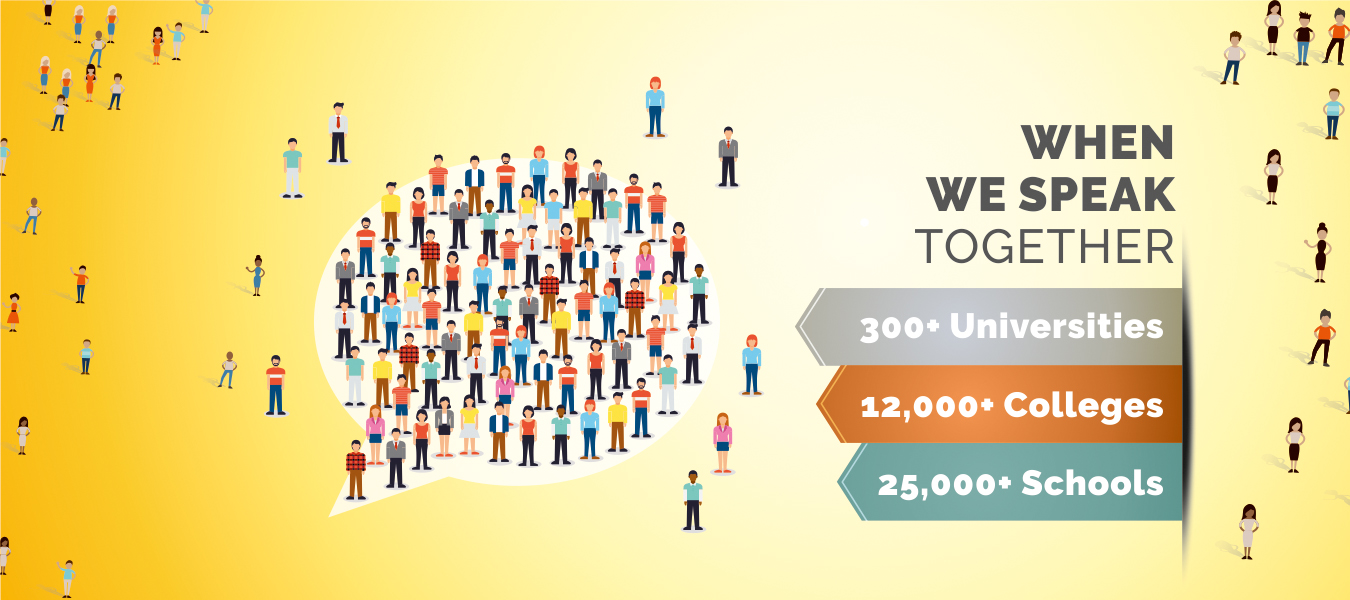 WHEN
WE SPEAK
TOGETHER
300+ Universities
12,000+ Colleges
25,000+ Schools